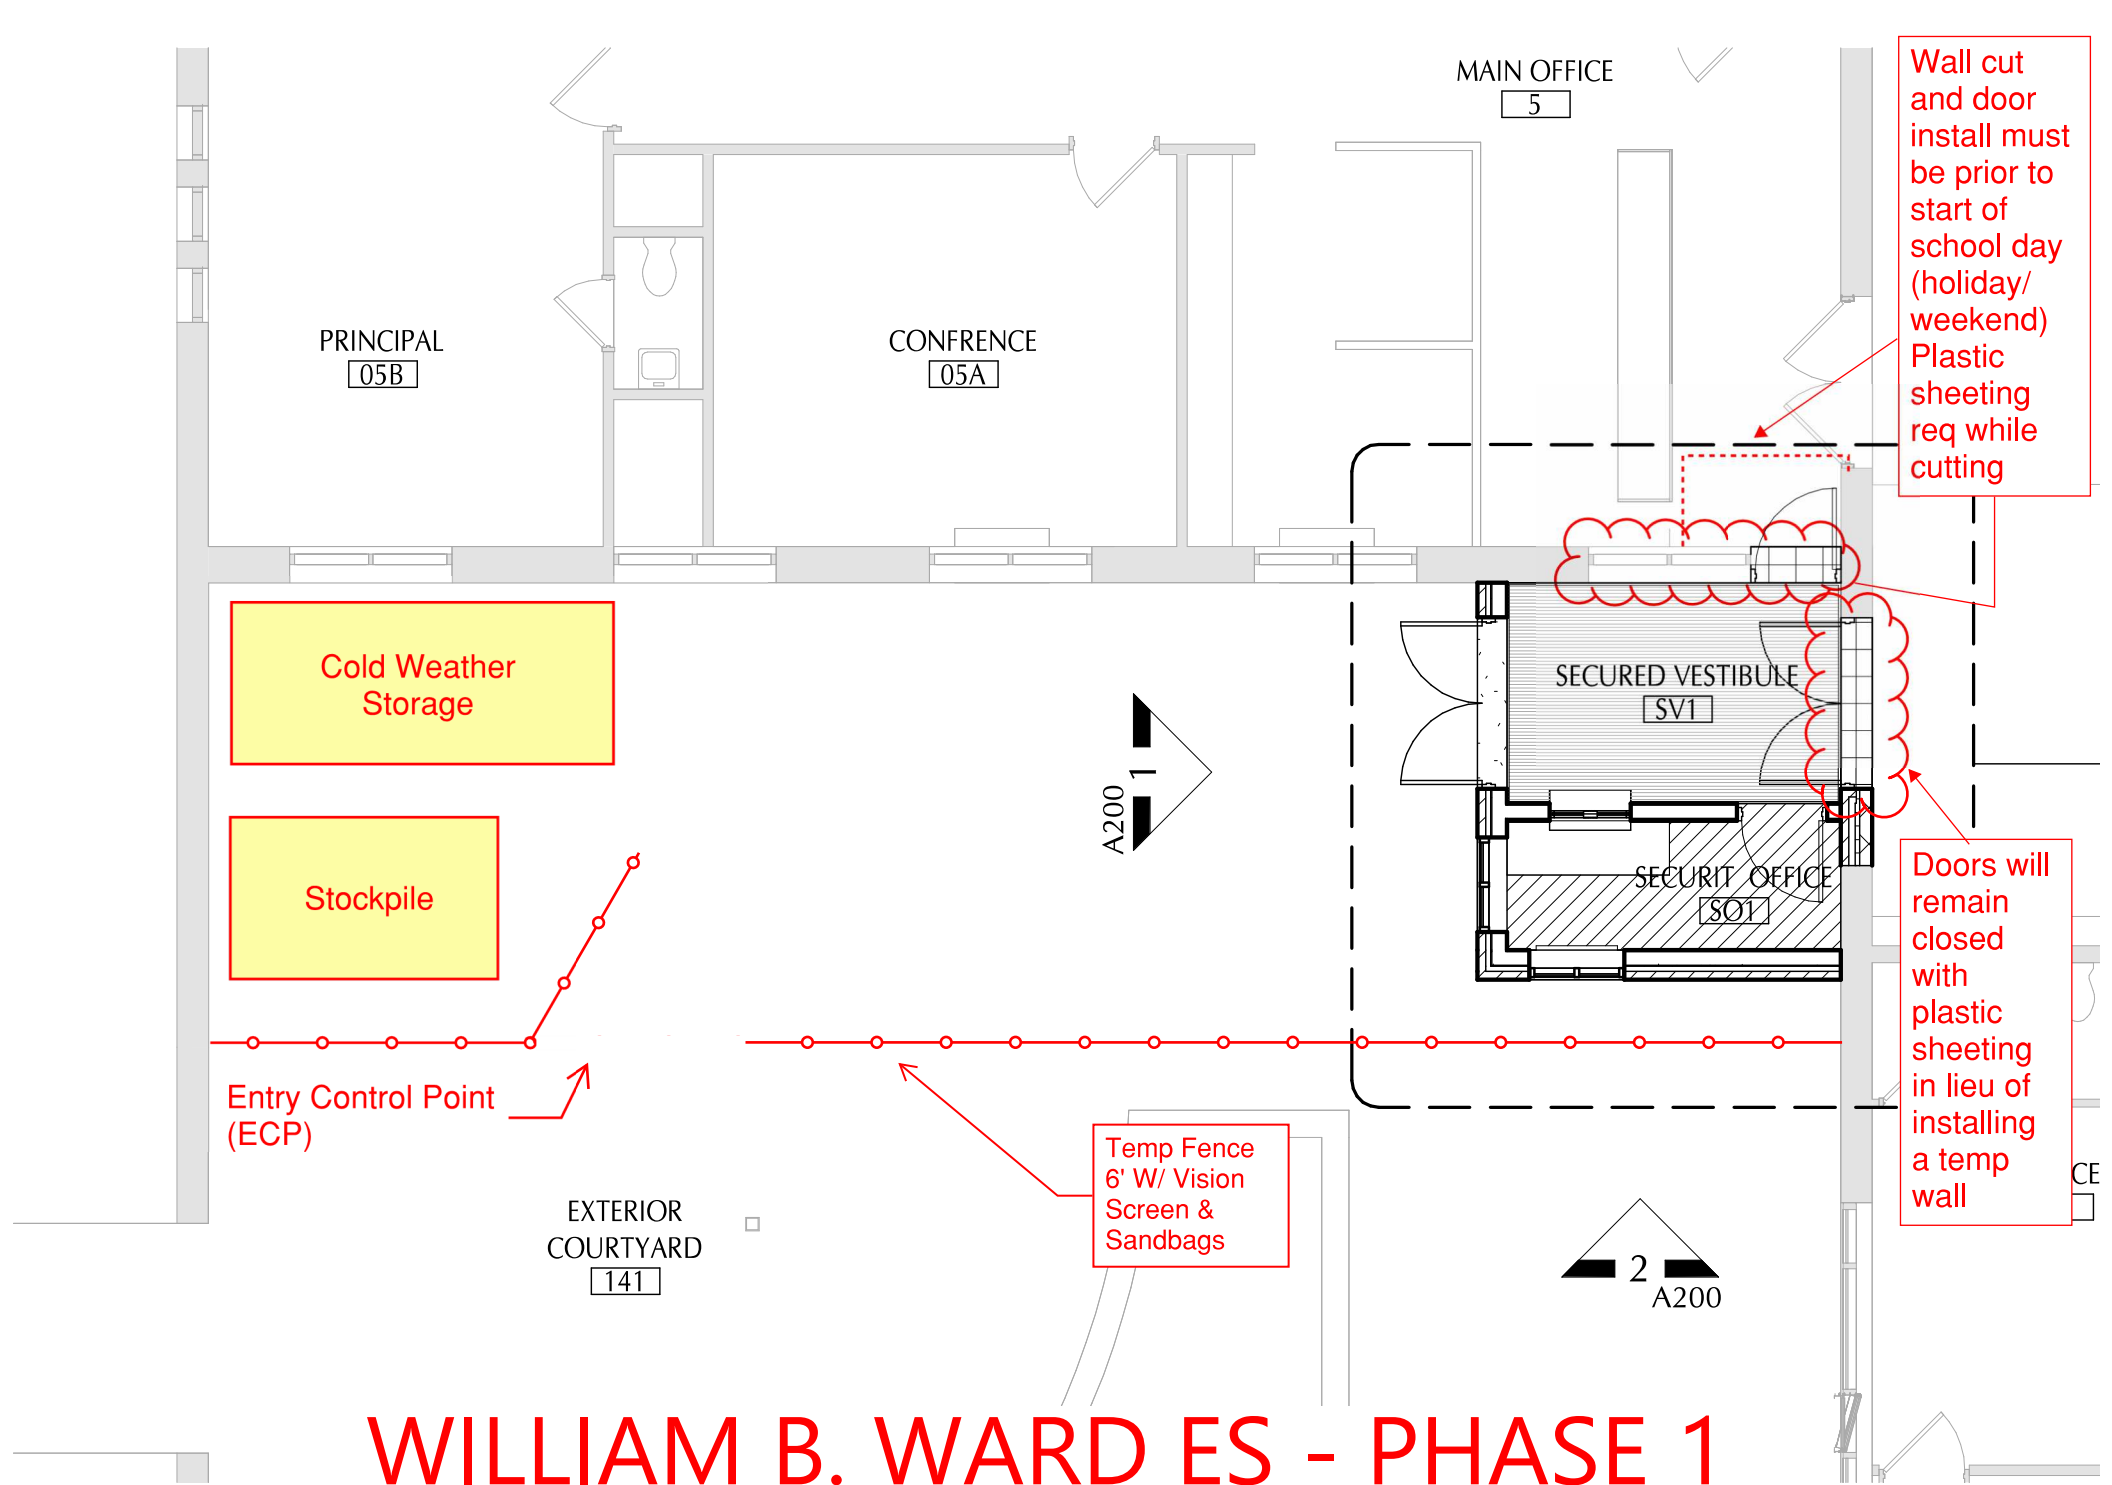 MAIN OFFICE
5
Wall cut
and door
install must
be prior to
start of
school day
(holiday/
weekend)
Plastic
sheeting
req while
cutting
PRINCIPAL
05B
CONFRENCE
05A
Cold Weather
Storage
SECURED VESTIBULE
SV1
1
A200
Stockpile
SECURIT OFFICE
SO1
Doors will
remain
closed
with
plastic
sheeting
in lieu of
installing
a temp
wall
Entry Control Point
(ECP)
Temp Fence
6' W/ Vision
Screen &
Sandbags
CE
EXTERIOR
COURTYARD
141
2
A200
WILLIAM B. WARD ES - PHASE 1